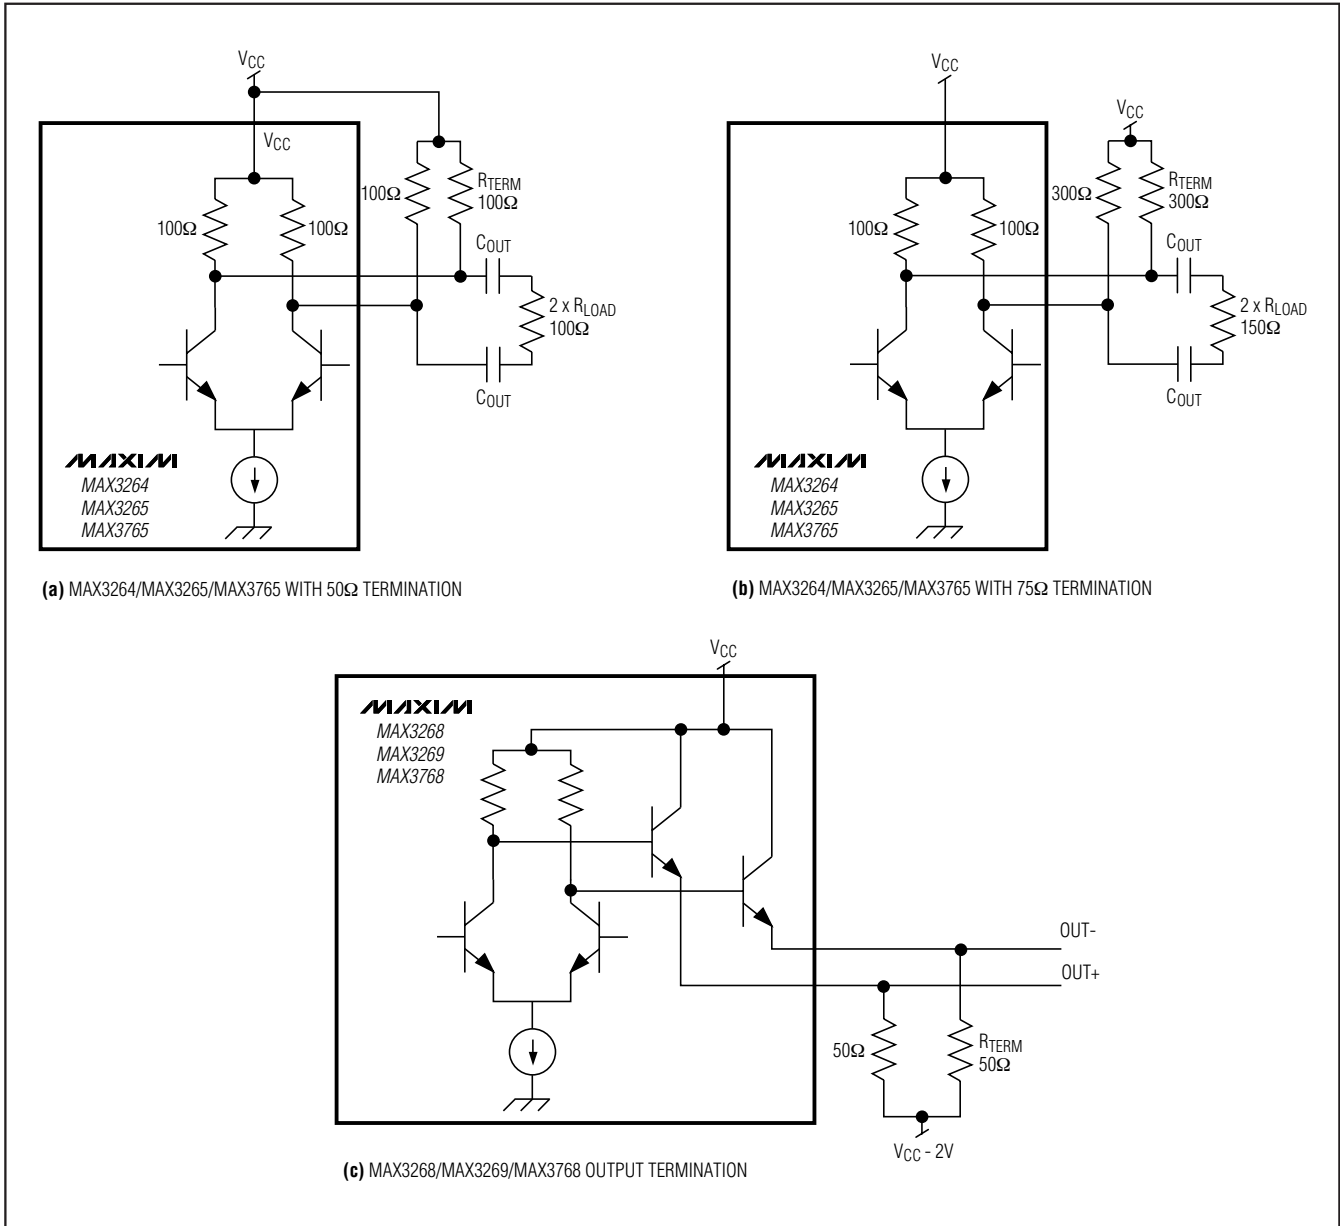 VCC
VCC
100Ω
100Ω
100Ω
RTERM
100Ω
COUT
2 x RLOAD
100Ω
COUT
MAXIM
MAX3264
MAX3265
MAX3765
(a) MAX3264/MAX3265/MAX3765 WITH 50Ω TERMINATION
VCC
VCC
100Ω
100Ω
300Ω
RTERM
300Ω
COUT
2 x RLOAD
150Ω
COUT
MAXIM
MAX3264
MAX3265
MAX3765
(b) MAX3264/MAX3265/MAX3765 WITH 75Ω TERMINATION
VCC
MAXIM
MAX3268
MAX3269
MAX3768
OUT-
OUT+
50Ω
RTERM
50Ω
VCC - 2V
(c) MAX3268/MAX3269/MAX3768 OUTPUT TERMINATION